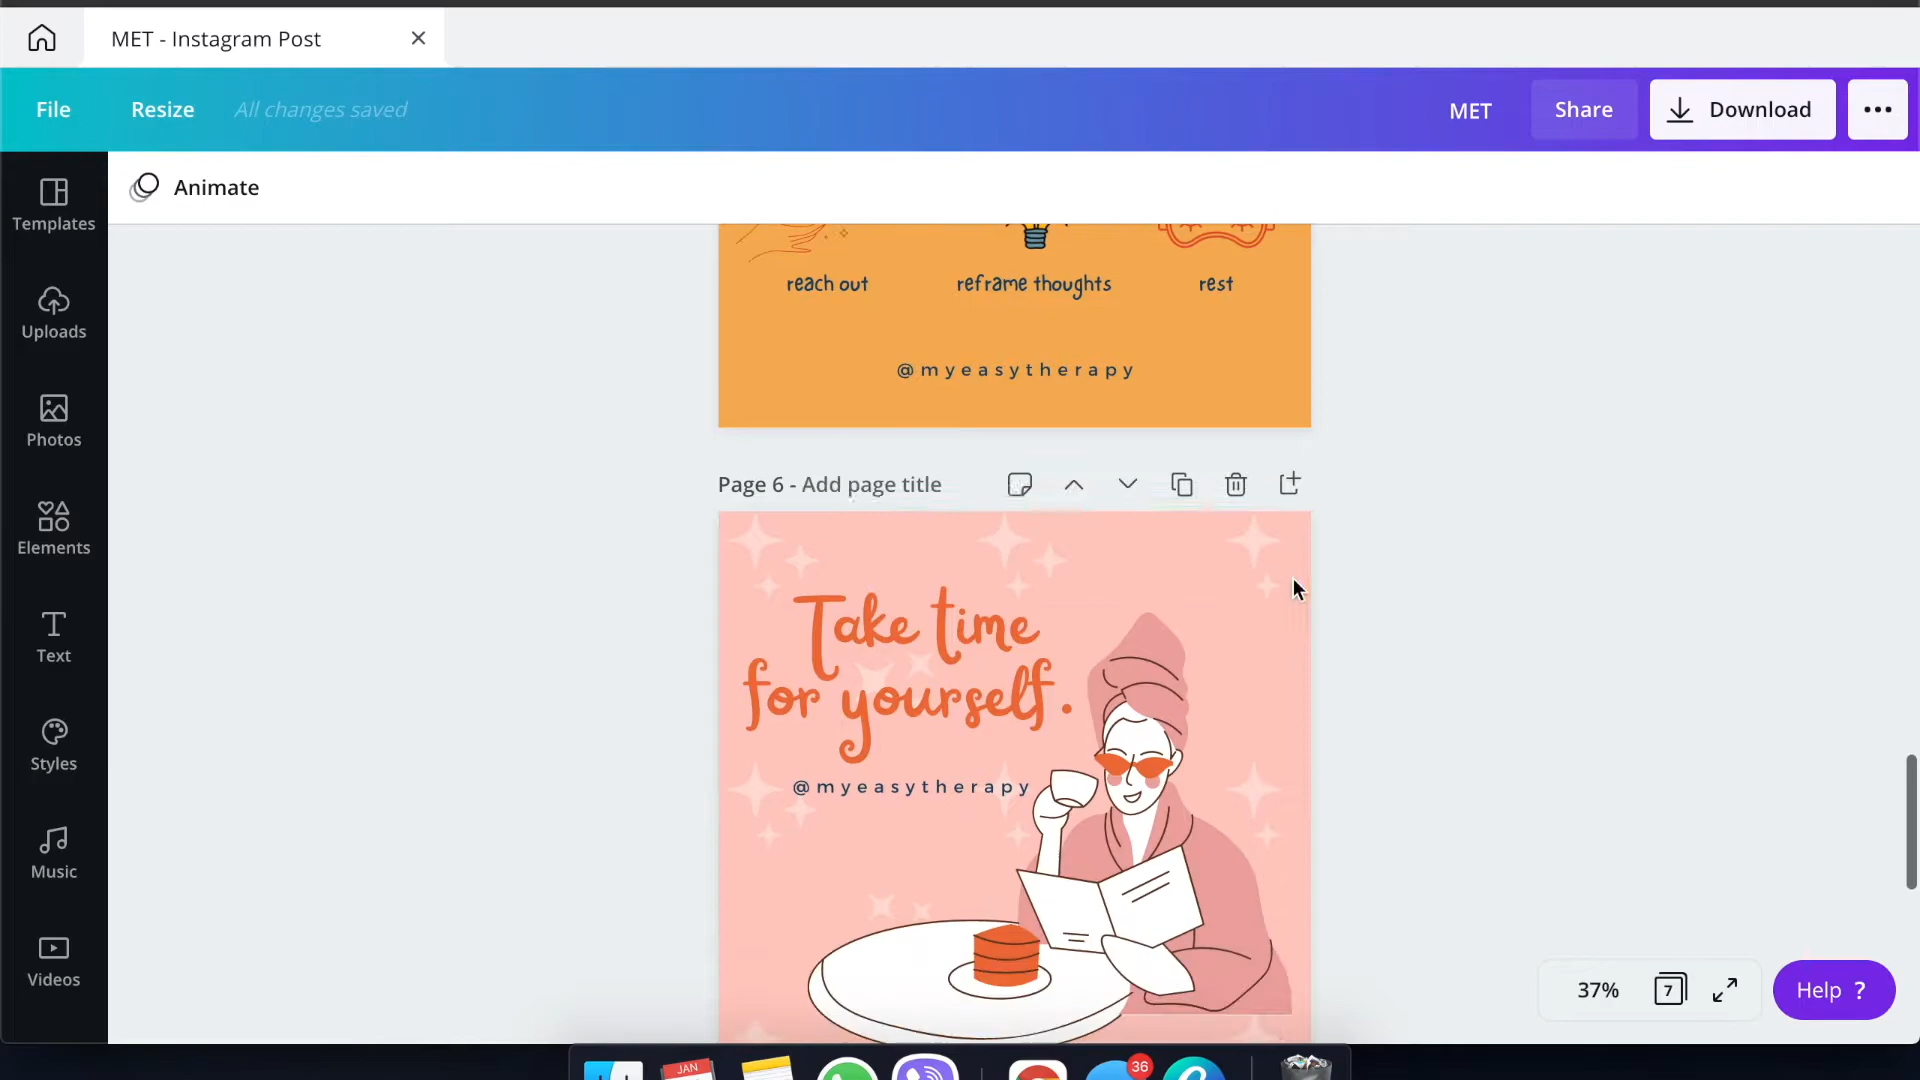 MET - Instagram Post
File
Resize
All changes saved
MET
Share
Download
Animate
Templates
Uploads
Photos
Elements
Text
Styles
Music
Videos
reach out
reframe thoughts
rest
@myeasytherapy
Page 6 - Add page title
Take time
for yourself.
@myeasytherapy
37%
7
Help ?
JAN
36